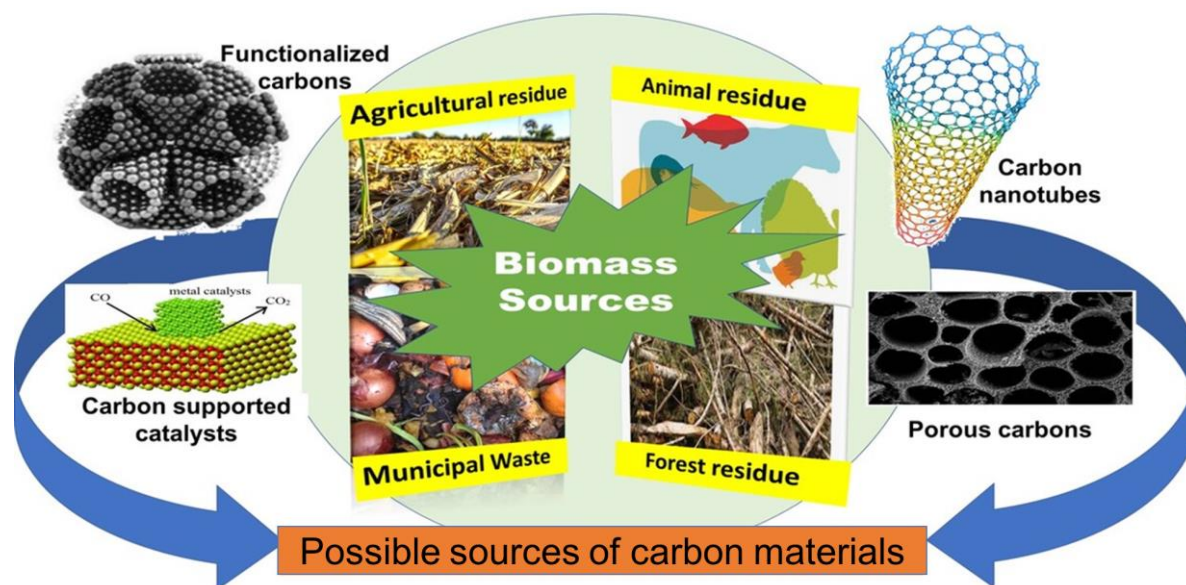 Functionalized
carbons
Agricultural residue
Animal residue
Carbon
nanotubes
Biomass
Sources
CO
metal catalysts
CO2
Carbon supported
catalysts
Porous carbons
Municipal Waste
Forest residue
Possible sources of carbon materials